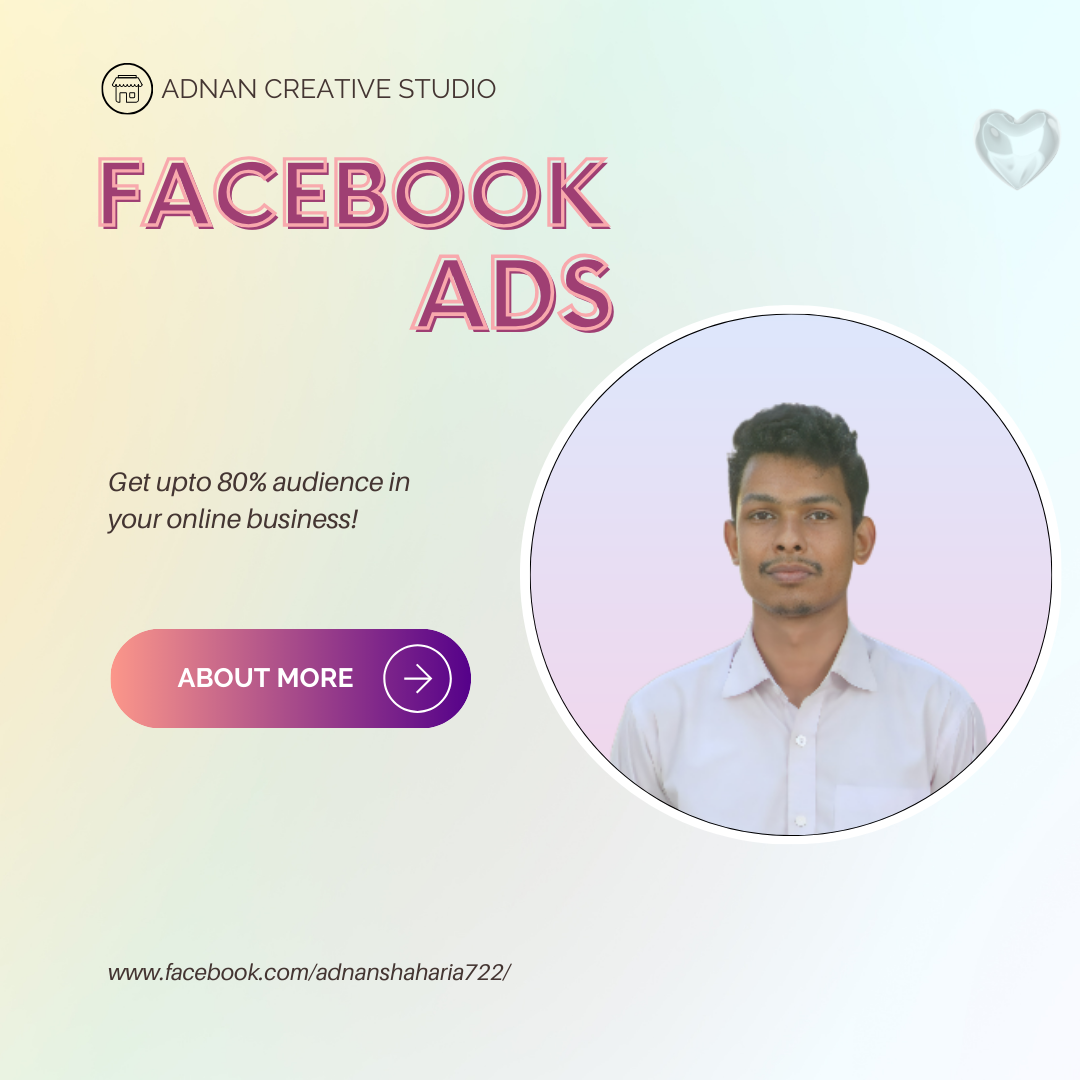 ADNAN CREATIVE STUDIO
FACEBOOK
ADS
Get upto 80% audience in
your online business!
ABOUT MORE
www.facebook.com/adnanshaharia722/